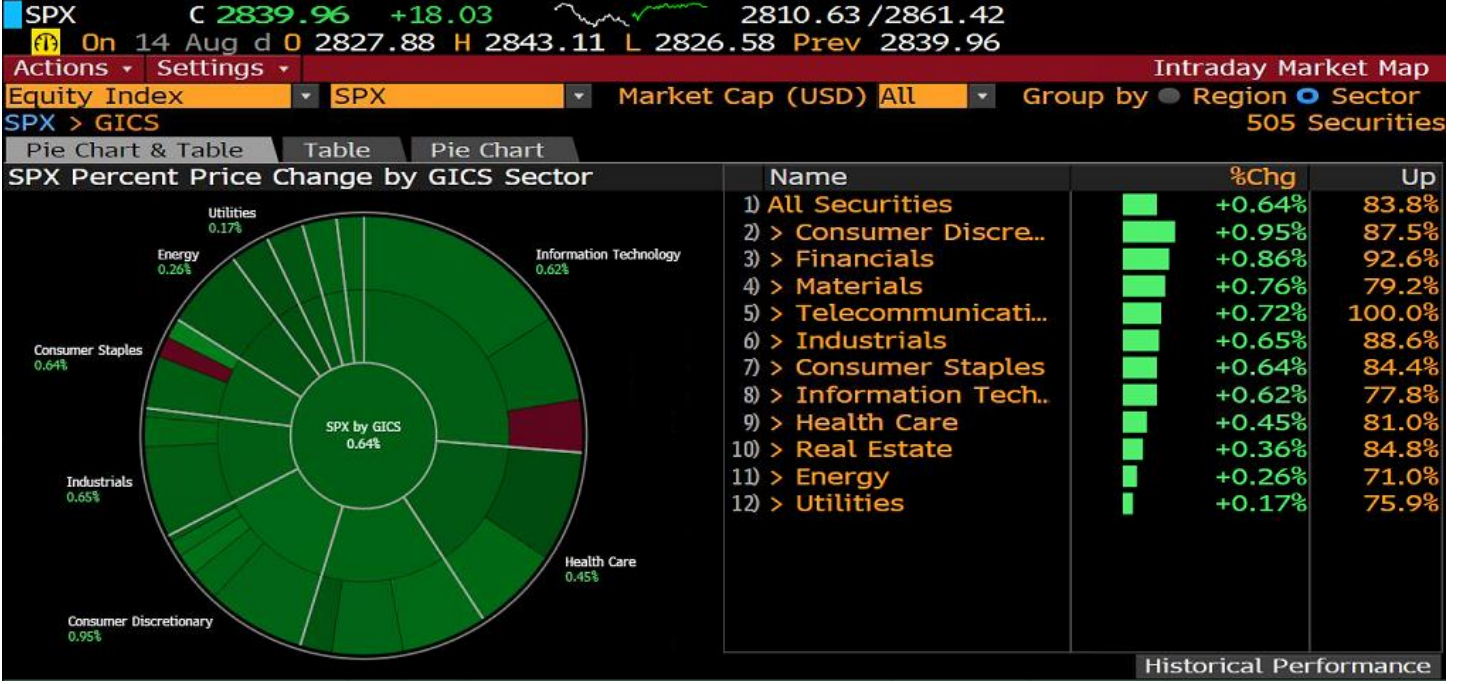 SPX C 2839.96 +18.03 2810.63/2861.42
On 14 Aug d O 2827.88 H 2843.11 L 2826.58 Prev 2839.96
Actions Settings Intraday Market Map
Equity Index SPX Market Cap (USD) All Group by Region Sector
SPX > GICS 505 Securities
Pie Chart & Table Table Pie Chart
SPX Percent Price Change by GICS Sector
Utilities
0.17%
Energy
0.26%
Information Technology
0.62%
Consumer Staples
0.64%
SPX by GICS
0.64%
Industrials
0.65%
Health Care
0.45%
Consumer Discretionary
0.95%
Name %Chg Up
1) All Securities +0.64% 83.8%
2) > Consumer Discre... +0.95% 87.5%
3) > Financials +0.86% 92.6%
4) > Materials +0.76% 79.2%
5) > Telecommunicati... +0.72% 100.0%
6) > Industrials +0.65% 88.6%
7) > Consumer Staples +0.64% 84.4%
8) > Information Tech.. +0.62% 77.8%
9) > Health Care +0.45% 81.0%
10) > Real Estate +0.36% 84.8%
11) > Energy +0.26% 71.0%
12) > Utilities +0.17% 75.9%
Historical Performance